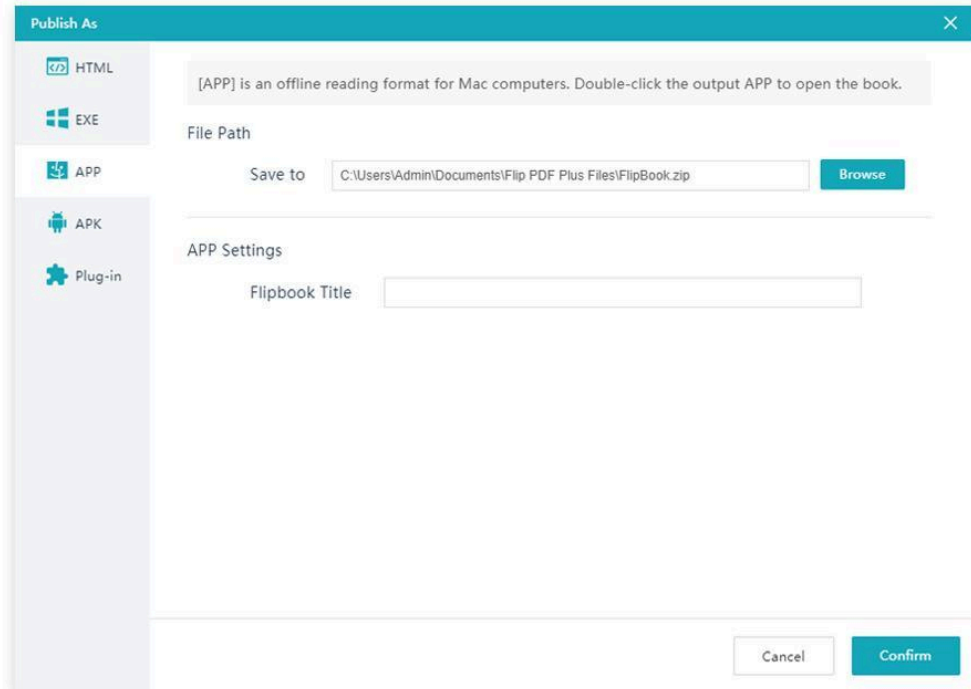 Publish As
HTML
EXE
APP
APK
Plug-in
[APP] is an offline reading format for Mac computers. Double-click the output APP to open the book.
File Path
Save to C:\Users\Admin\Documents\Flip PDF Plus Files\FlipBook.zip Browse
APP Settings
Flipbook Title
Cancel Confirm